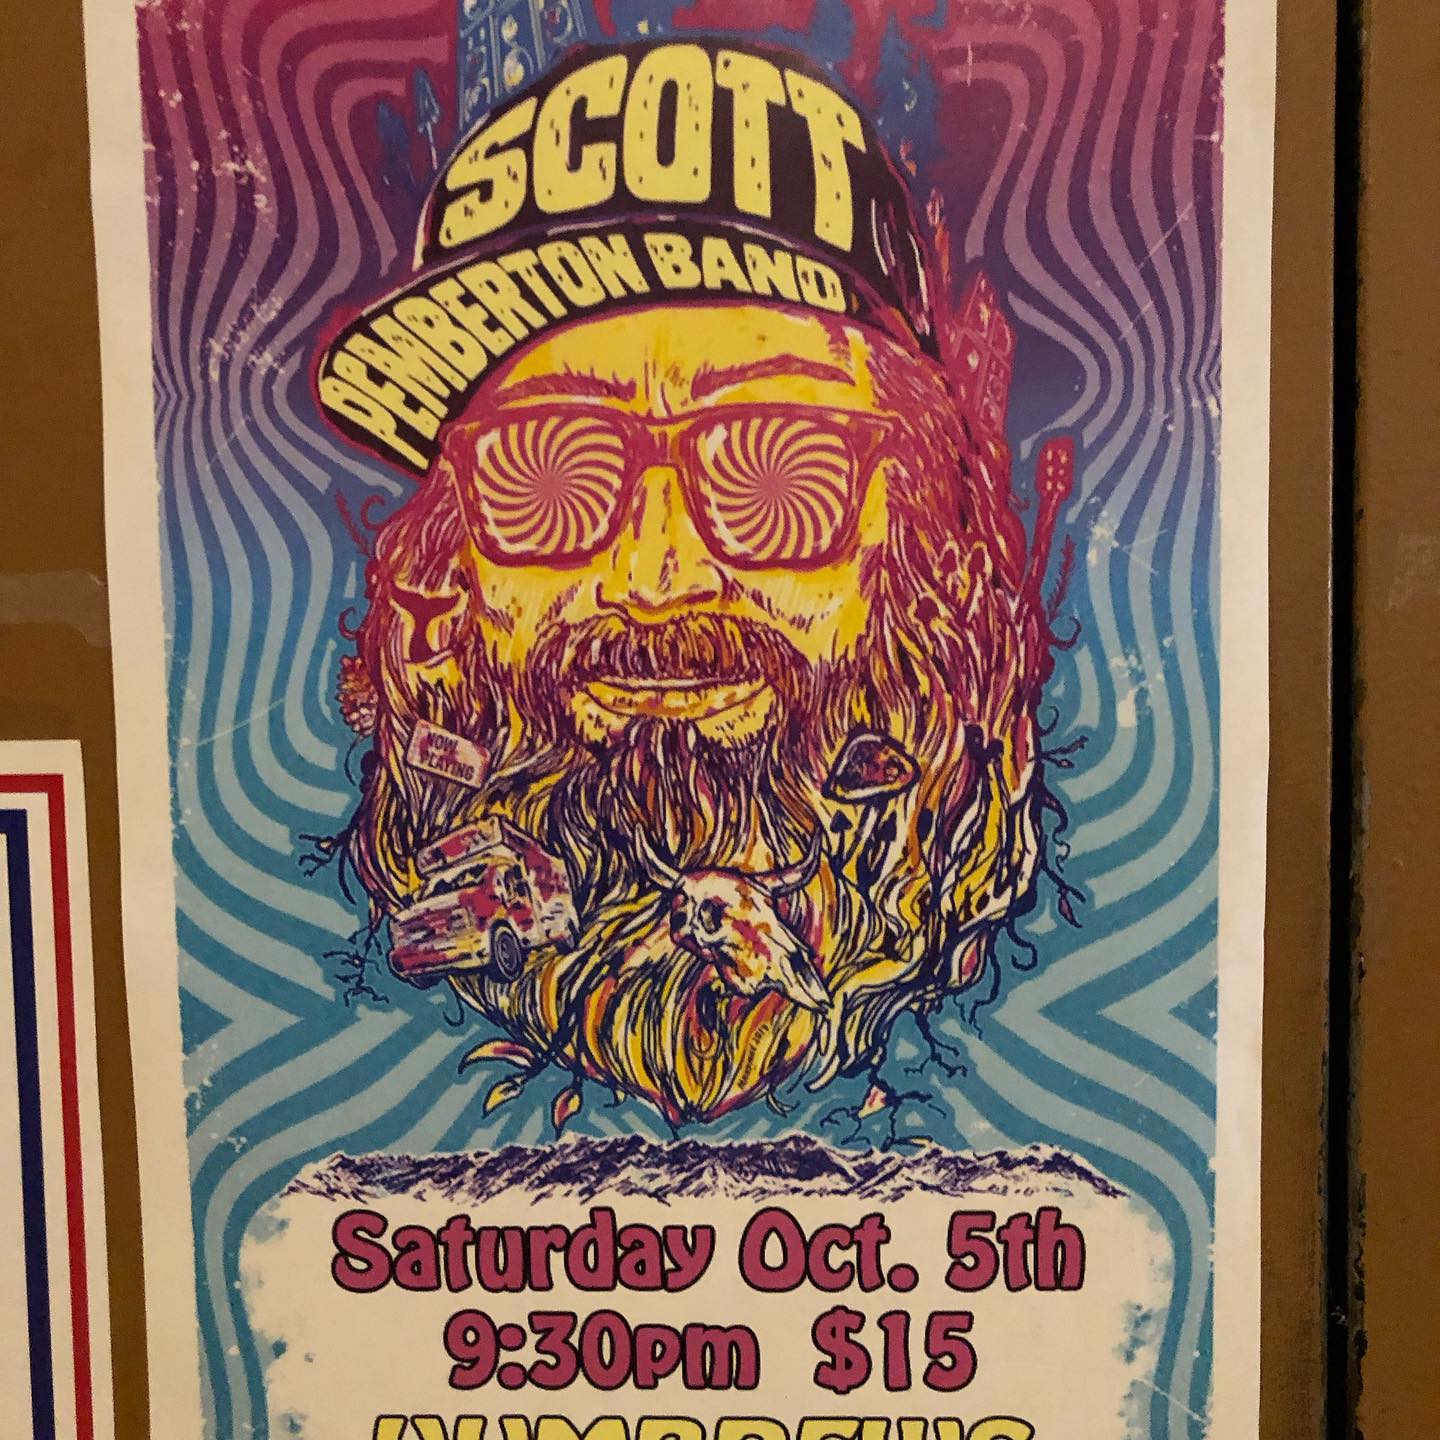 SCOTT
PEMBERTON BAND
NOW
PLAYING
Saturday Oct. 5th
9:30pm $15